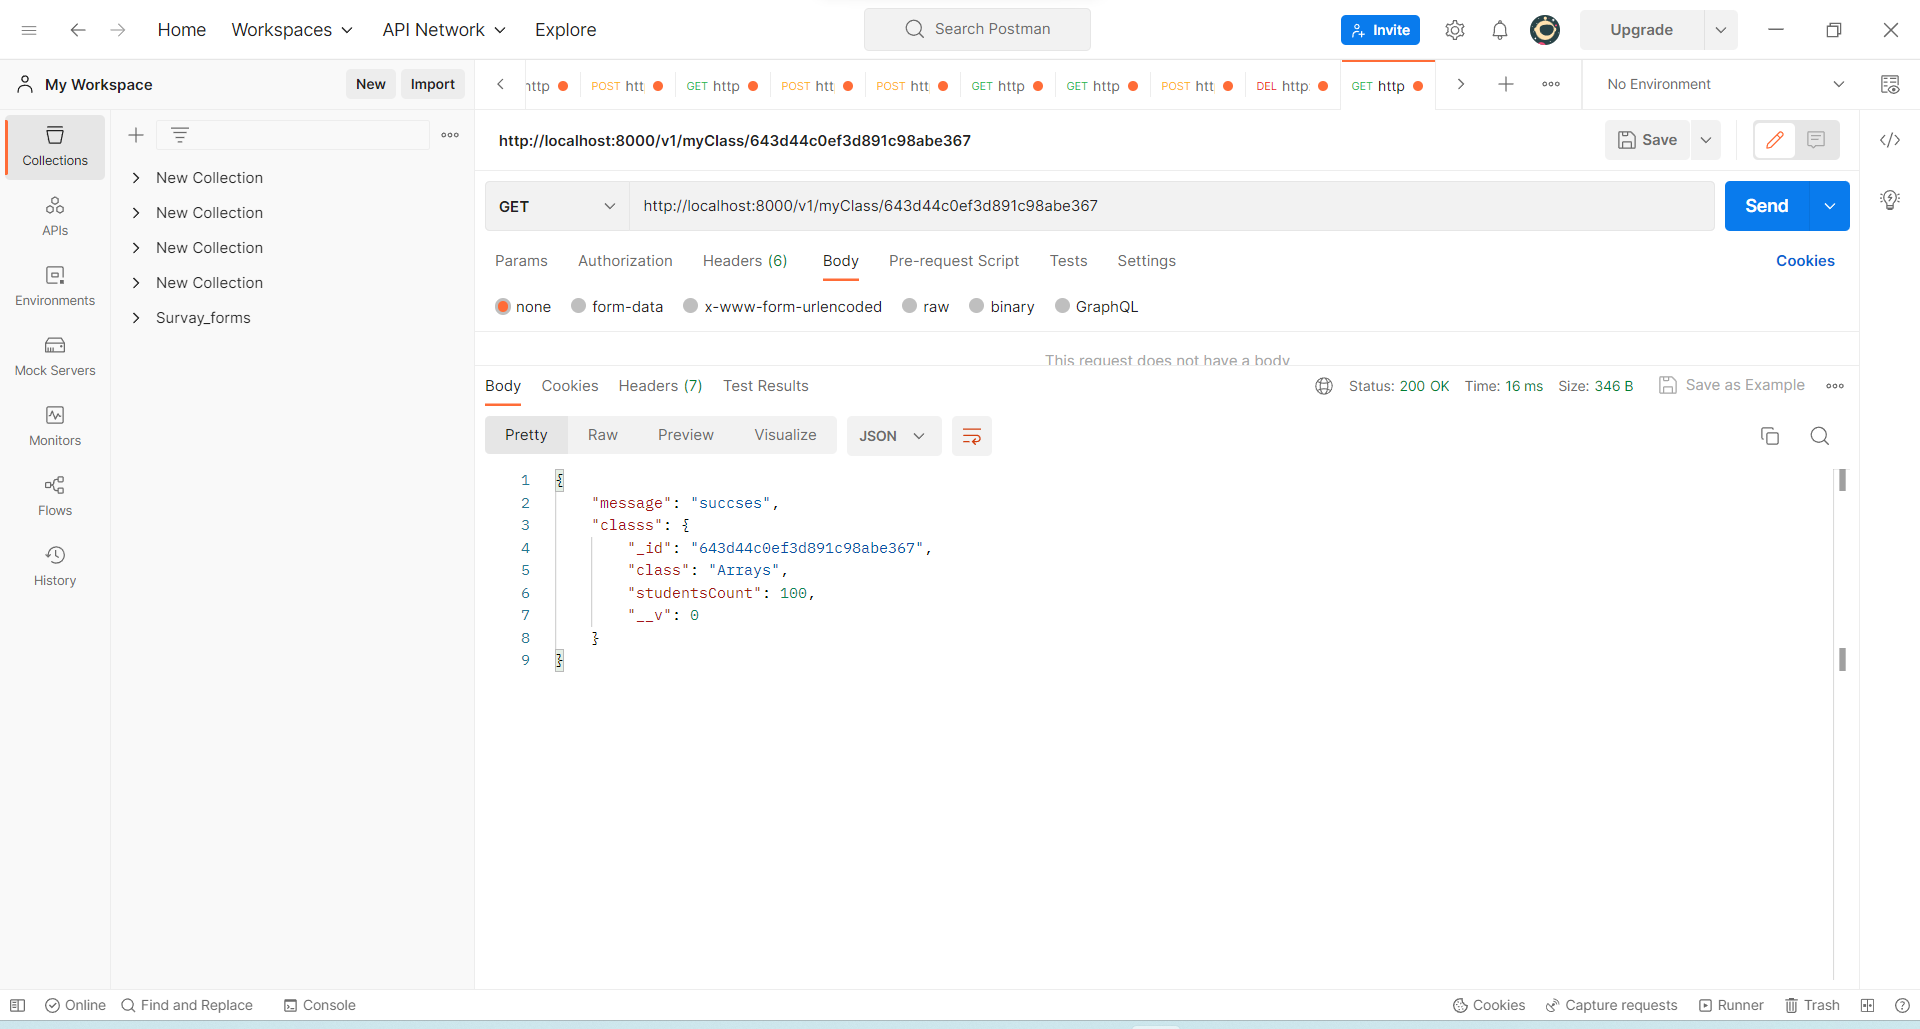 Home Workspaces API Network Explore Search Postman Invite Upgrade
My Workspace New Import http POST htt GET http POST htt POST htt GET http GET http POST htt DEL http GET http No Environment
Collections
APIs
Environments
Mock Servers
Monitors
Flows
History
New Collection
New Collection
New Collection
New Collection
Survay_forms
http://localhost:8000/v1/myClass/643d44c0ef3d891c98abe367 Save
GET http://localhost:8000/v1/myClass/643d44c0ef3d891c98abe367 Send
Params Authorization Headers (6) Body Pre-request Script Tests Settings Cookies
none form-data x-www-form-urlencoded raw binary GraphQL
This request does not have a body
Body Cookies Headers (7) Test Results Status: 200 OK Time: 16 ms Size: 346 B Save as Example
Pretty Raw Preview Visualize JSON
1 {
2 "message": "succses",
3 "classs": {
4 "_id": "643d44c0ef3d891c98abe367",
5 "class": "Arrays",
6 "studentsCount": 100,
7 "__v": 0
8 }
9 }
Online Find and Replace Console Cookies Capture requests Runner Trash